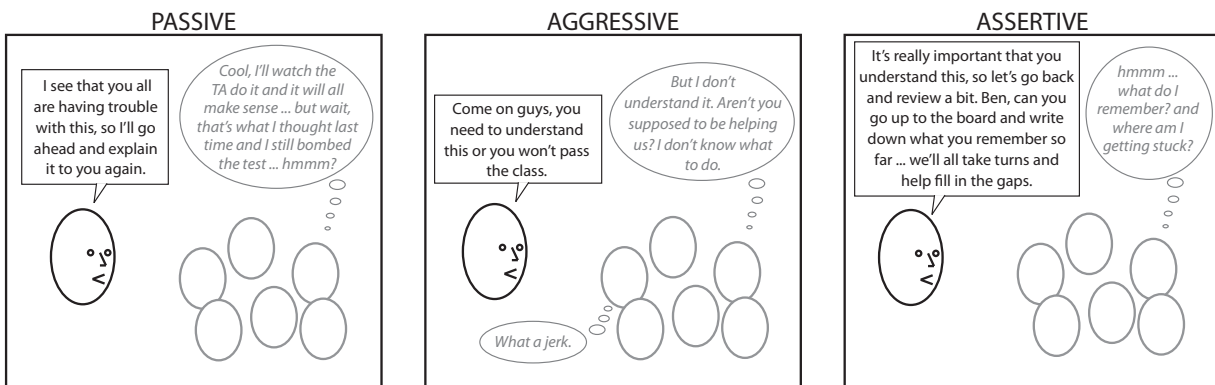 PASSIVE
I see that you all
are having trouble
with this, so I'll go
ahead and explain
it to you again.
Cool, I'll watch the
TA do it and it will all
make sense ... but wait,
that's what I thought last
time and I still bombed
the test ... hmmm?
AGGRESSIVE
Come on guys, you
need to understand
this or you won't pass
the class.
But I don't
understand it. Aren't you
supposed to be helping
us? I don't know what
to do.
What a jerk.
ASSERTIVE
It's really important that you
understand this, so let's go back
and review a bit. Ben, can you
go up to the board and write
down what you remember so
far ... we'll all take turns and
help fill in the gaps.
hmmm ...
what do I
remember? and
where am I
getting stuck?